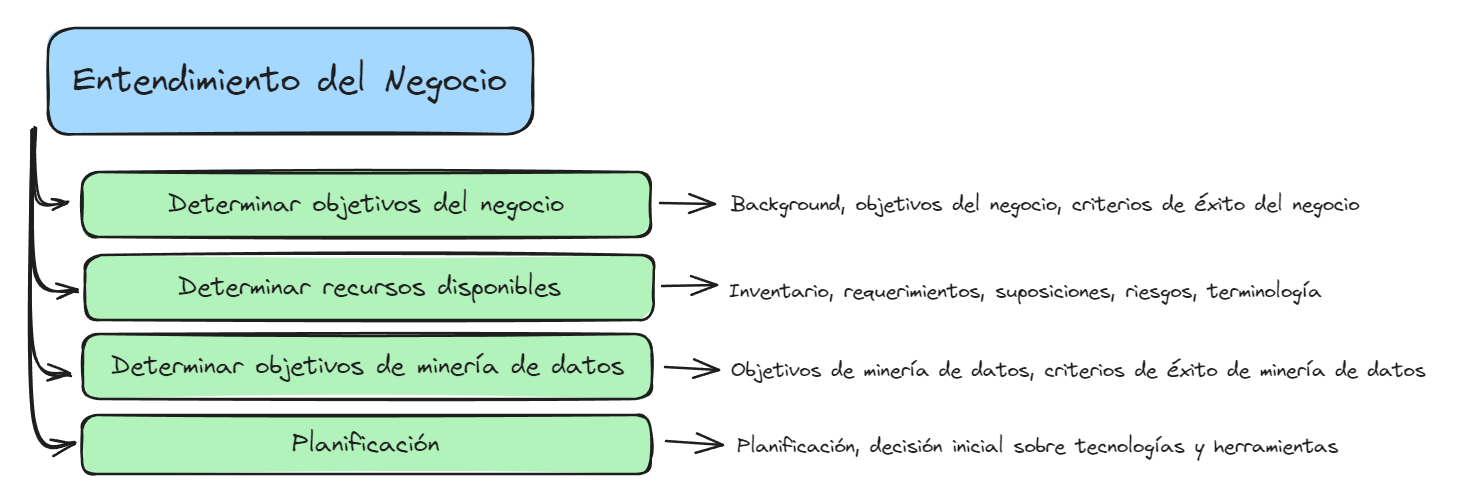 Entendimiento del Negocio
Determinar objetivos del negocio
Background, objetivos del negocio, criterios de éxito del negocio
Determinar recursos disponibles
Inventario, requerimientos, suposiciones, riesgos, terminología
Determinar objetivos de minería de datos
Objetivos de minería de datos, criterios de éxito de minería de datos
Planificación
Planificación, decisión inicial sobre tecnologías y herramientas